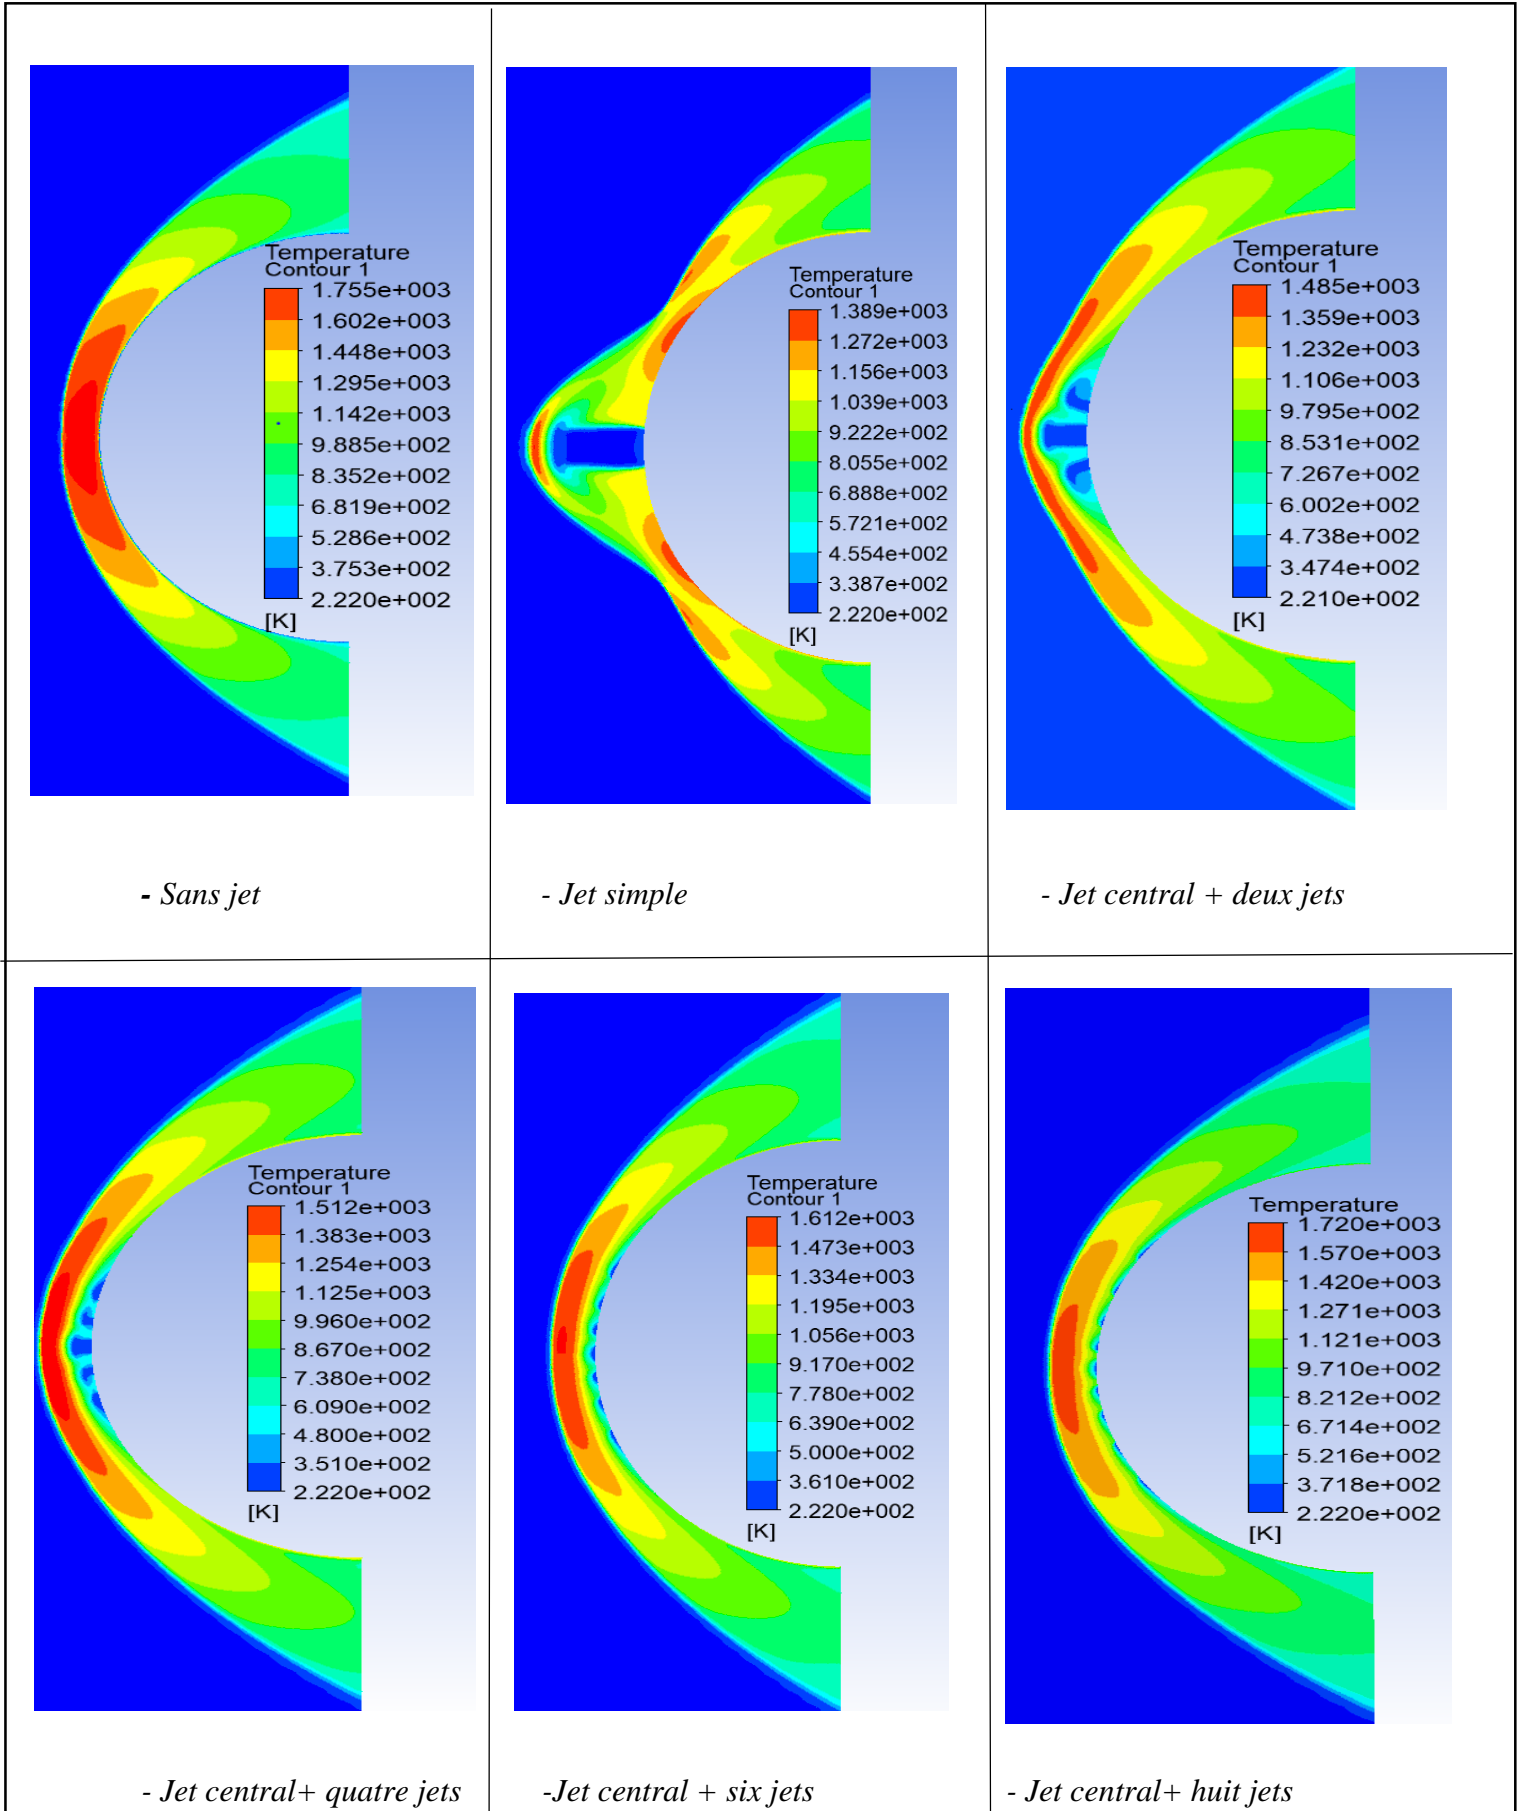 Temperature
Contour 1
1.755e+003
1.602e+003
1.448e+003
1.295e+003
1.142e+003
9.885e+002
8.352e+002
6.819e+002
5.286e+002
3.753e+002
2.220e+002
[K]
- Sans jet
Temperature
Contour 1
1.389e+003
1.272e+003
1.156e+003
1.039e+003
9.222e+002
8.055e+002
6.888e+002
5.721e+002
4.554e+002
3.387e+002
2.220e+002
[K]
- Jet simple
Temperature
Contour 1
1.485e+003
1.359e+003
1.232e+003
1.106e+003
9.795e+002
8.531e+002
7.267e+002
6.002e+002
4.738e+002
3.474e+002
2.210e+002
[K]
- Jet central + deux jets
Temperature
Contour 1
1.512e+003
1.383e+003
1.254e+003
1.125e+003
9.960e+002
8.670e+002
7.380e+002
6.090e+002
4.800e+002
3.510e+002
2.220e+002
[K]
- Jet central+ quatre jets
Temperature
Contour 1
1.612e+003
1.473e+003
1.334e+003
1.195e+003
1.056e+003
9.170e+002
7.780e+002
6.390e+002
5.000e+002
3.610e+002
2.220e+002
[K]
-Jet central + six jets
Temperature
1.720e+003
1.570e+003
1.420e+003
1.271e+003
1.121e+003
9.710e+002
8.212e+002
6.714e+002
5.216e+002
3.718e+002
2.220e+002
[K]
- Jet central+ huit jets